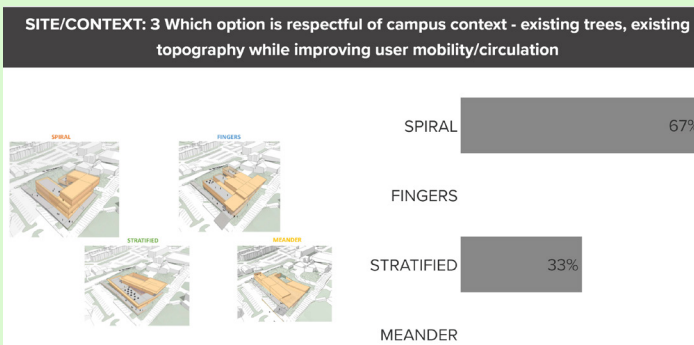 SITE/CONTEXT: 3 Which option is respectful of campus context - existing trees, existing
topography while improving user mobility/circulation
SPIRAL
FINGERS
STRATIFIED
MEANDER
SPIRAL
67%
FINGERS
STRATIFIED
33%
MEANDER